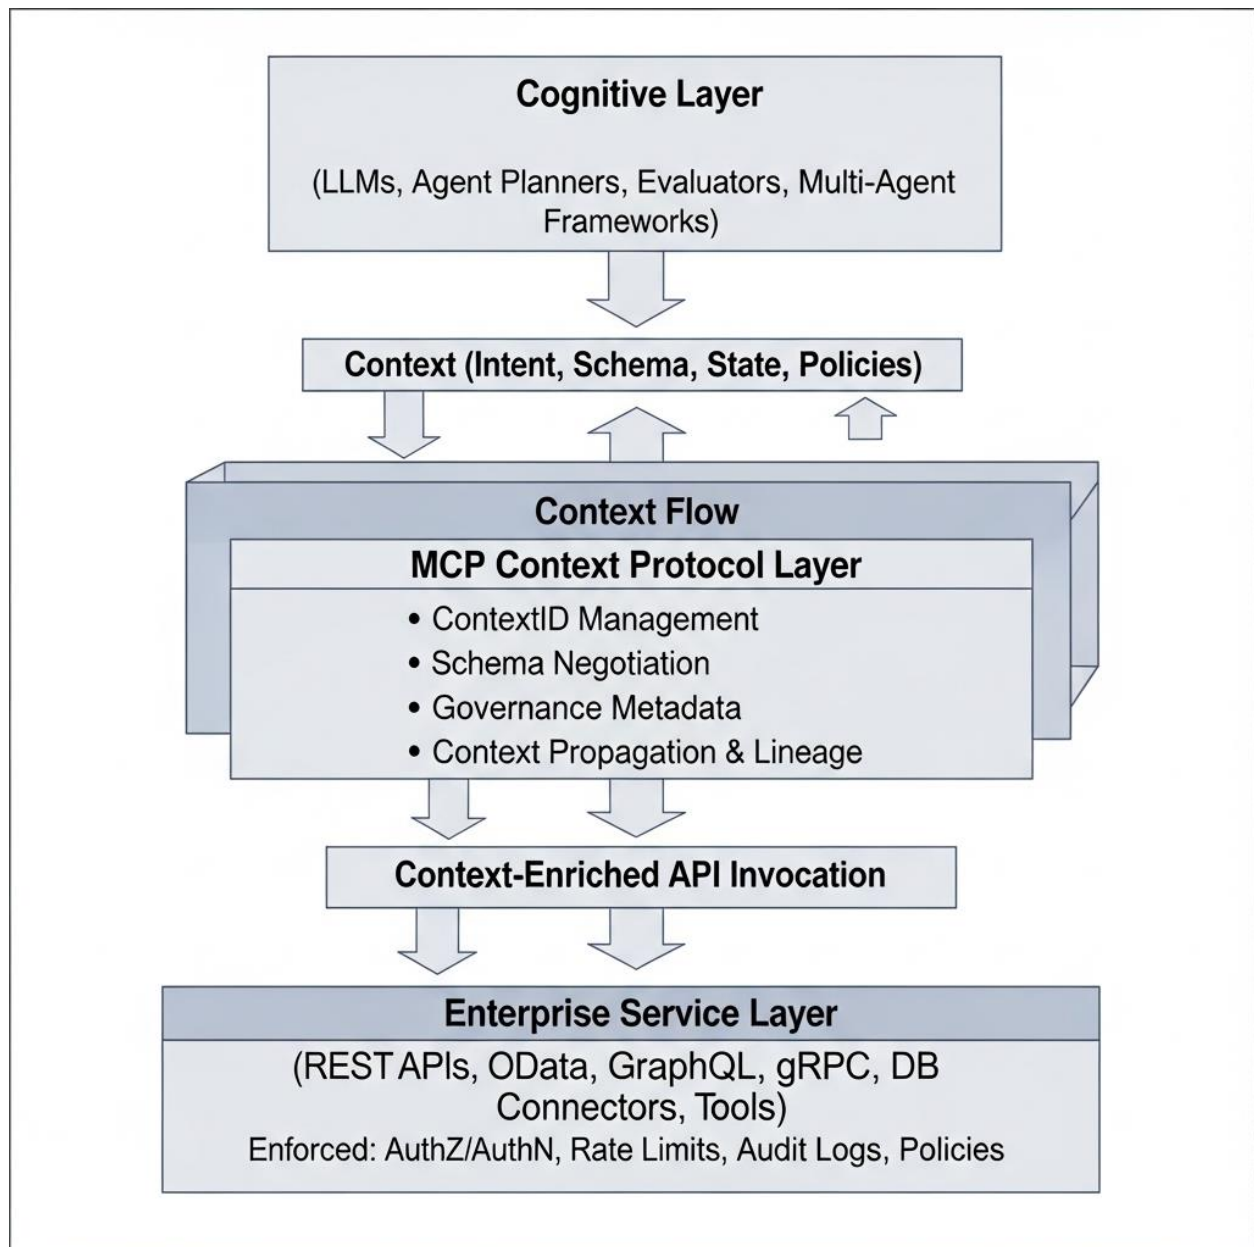 Cognitive Layer
(LLMs, Agent Planners, Evaluators, Multi-Agent
Frameworks)
Context (Intent, Schema, State, Policies)
Context Flow
MCP Context Protocol Layer
• ContextID Management
• Schema Negotiation
• Governance Metadata
• Context Propagation & Lineage
Context-Enriched API Invocation
Enterprise Service Layer
(REST APIs, OData, GraphQL, gRPC, DB
Connectors, Tools)
Enforced: AuthZ/AuthN, Rate Limits, Audit Logs, Policies